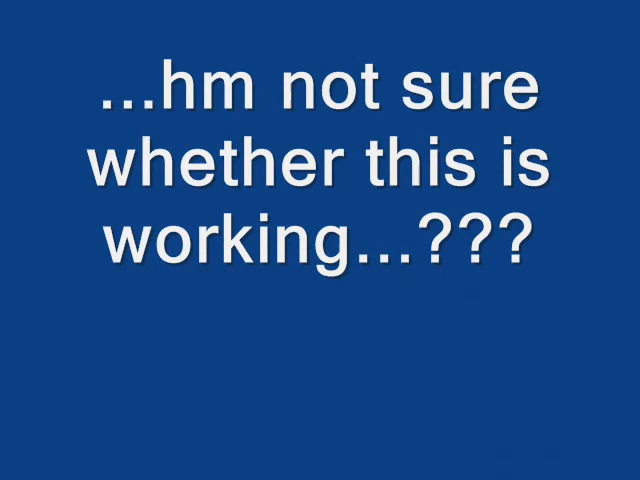 ...hm not sure
whether this is
working...???